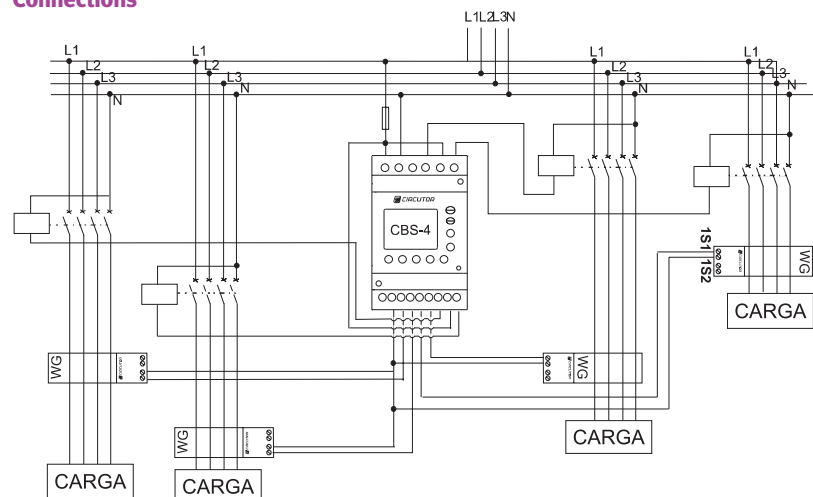 Connections
L1L2L3N
L1
L2
L3
N
L1
L2
L3
N
L1
L2
L3
N
L1
L2
L3
N
CIRCUTOR
CBS-4
1S1 1S2
WG
WG
WG
WG
CARGA
CARGA
CARGA
CARGA